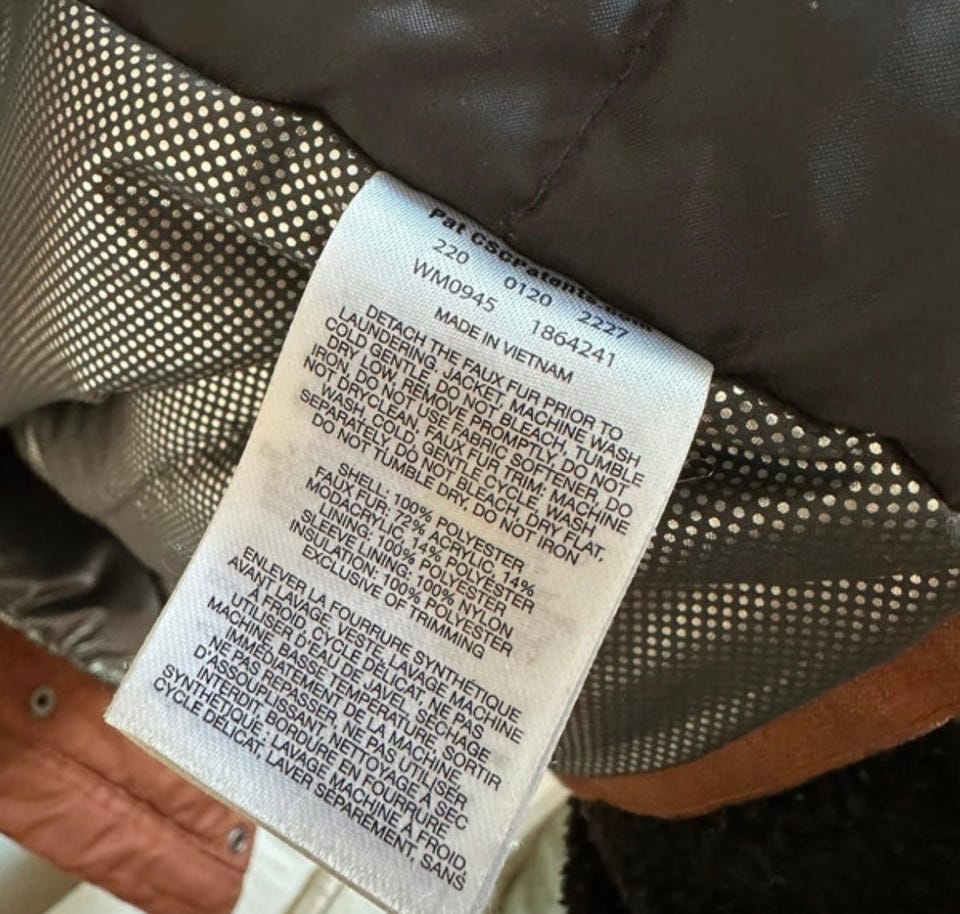 Pat CSCPatents.com
220 0120 2227
WM0945 1864241
MADE IN VIETNAM
DETACH THE FAUX FUR PRIOR TO
LAUNDERING. JACKET, MACHINE WASH
COLD GENTLE, DO NOT BLEACH, TUMBLE
DRY LOW, REMOVE PROMPTLY, DO NOT
IRON, DO NOT USE FABRIC SOFTENER, DO
NOT DRYCLEAN. FAUX FUR TRIM: MACHINE
WASH, COLD, GENTLE CYCLE, WASH
SEPARATELY, DO NOT BLEACH, DRY FLAT.
DO NOT TUMBLE DRY, DO NOT IRON
SHELL: 100% POLYESTER
FAUX FUR: 72% ACRYLIC, 14%
MODACRYLIC, 14% POLYESTER
LINING: 100% POLYESTER
SLEEVE LINING: 100% NYLON
INSULATION: 100% POLYESTER
EXCLUSIVE OF TRIMMING
ENLEVER LA FOURRURE SYNTHÉTIQUE
AVANT LAVAGE. VESTE, LAVAGE MACHINE
À FROID, CYCLE DÉLICAT, NE PAS
UTILISER D'EAU DE JAVEL, SÉCHAGE
MACHINE, BASSE TEMPÉRATURE, SORTIR
IMMÉDIATEMENT DE LA MACHINE,
NE PAS REPASSER, NE PAS UTILISER
D'ASSOUPLISSANT, NETTOYAGE À SEC
INTERDIT. BORDURE EN FOURRURE
SYNTHÉTIQUE: LAVAGE MACHINE À FROID,
CYCLE DÉLICAT, LAVER SÉPARÉMENT, SANS